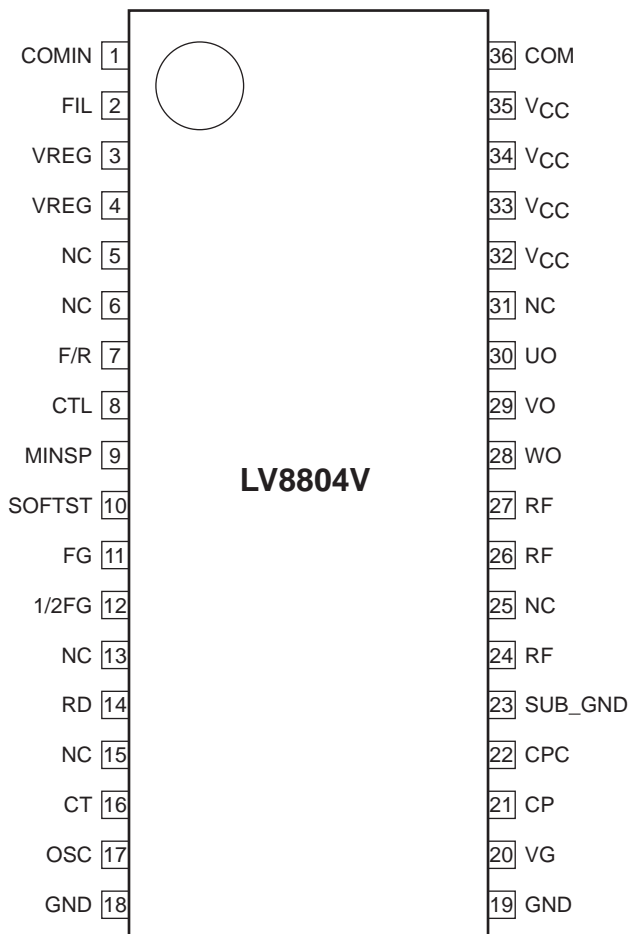 COMIN 1 36 COM
FIL 2 35 VCC
VREG 3 34 VCC
VREG 4 33 VCC
NC 5 32 VCC
NC 6 31 NC
F/R 7 30 UO
CTL 8 29 VO
MINSP 9 28 WO
LV8804V
SOFTST 10 27 RF
FG 11 26 RF
1/2FG 12 25 NC
NC 13 24 RF
RD 14 23 SUB_GND
NC 15 22 CPC
CT 16 21 CP
OSC 17 20 VG
GND 18 19 GND